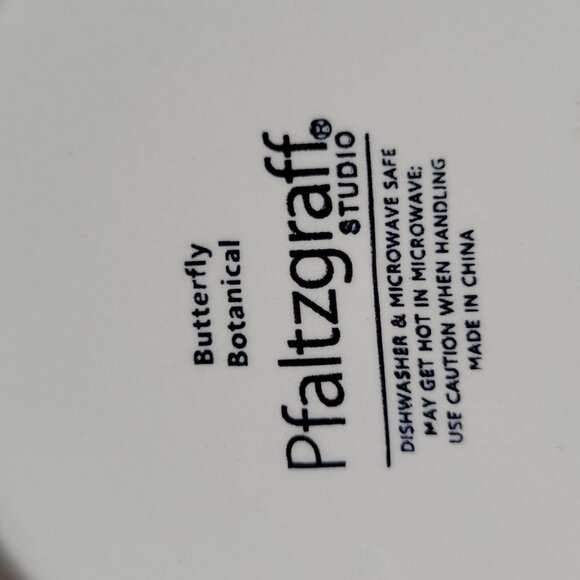 Butterfly
Botanical
Pfaltzgraff®
STUDIO
DISHWASHER & MICROWAVE SAFE
MAY GET HOT IN MICROWAVE;
USE CAUTION WHEN HANDLING
MADE IN CHINA